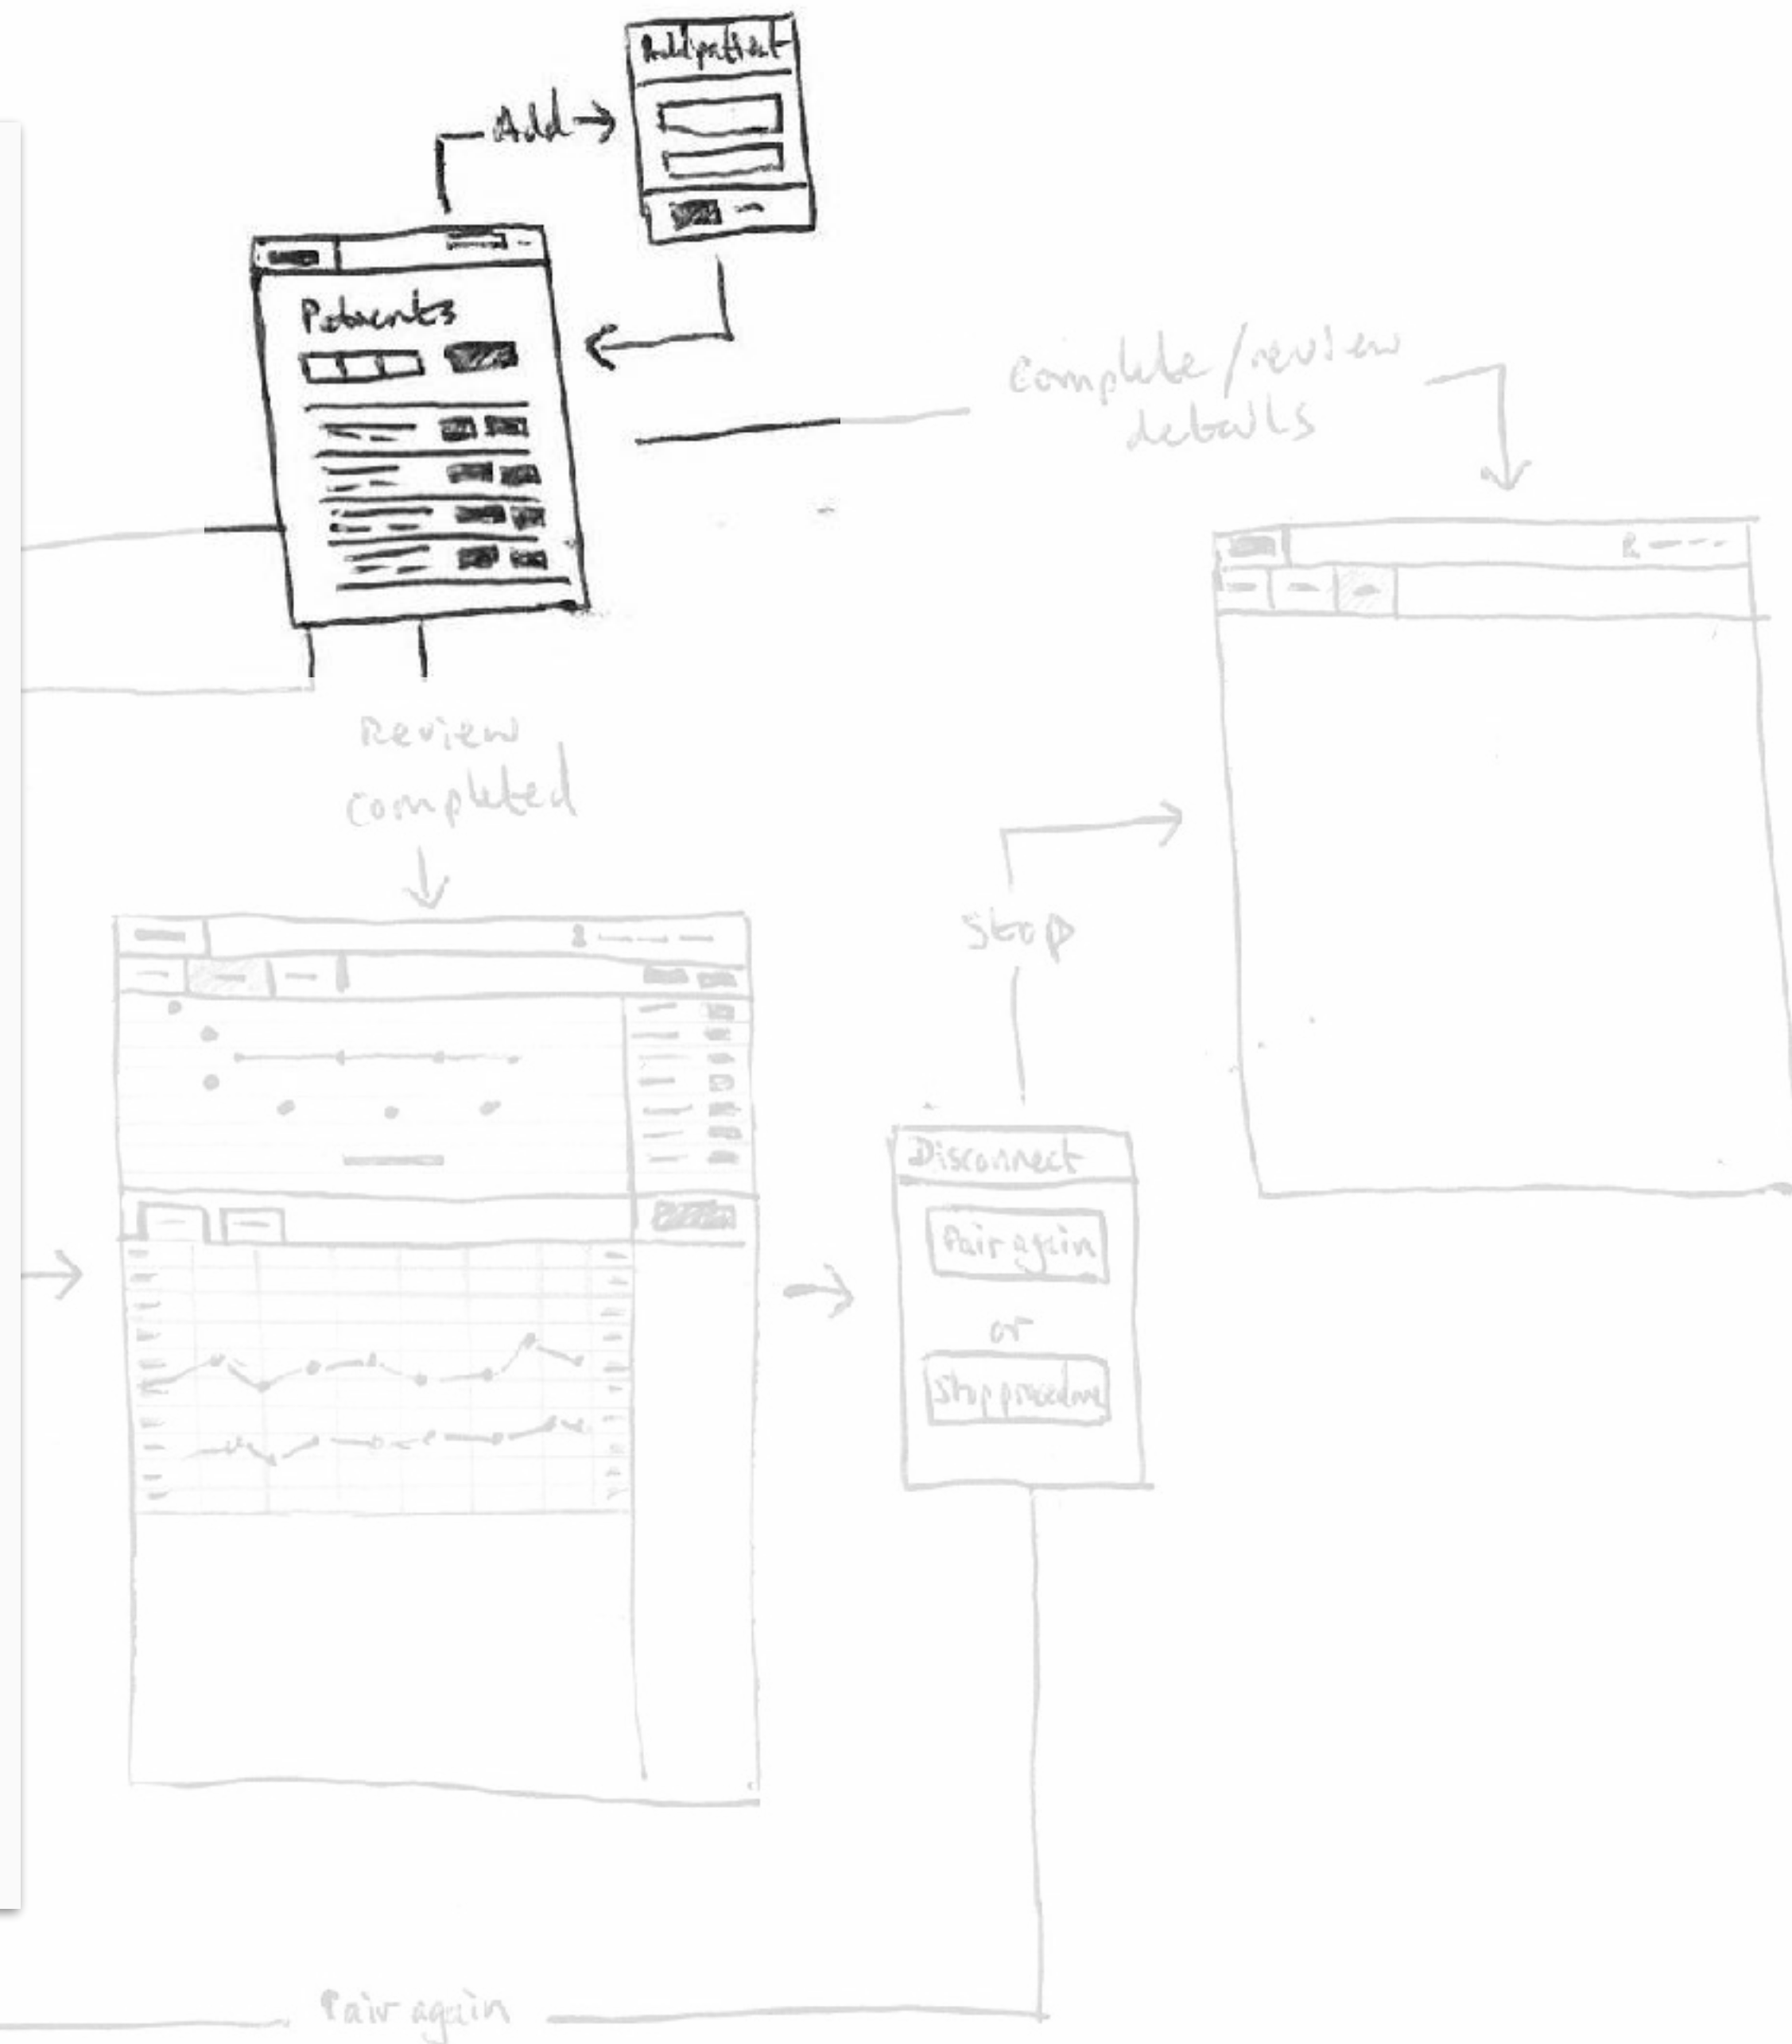 Add patient
Add
Patients
Complete/review
details
Review
completed
Stop
Disconnect
Pair again
or
Stop procedure
Pair again